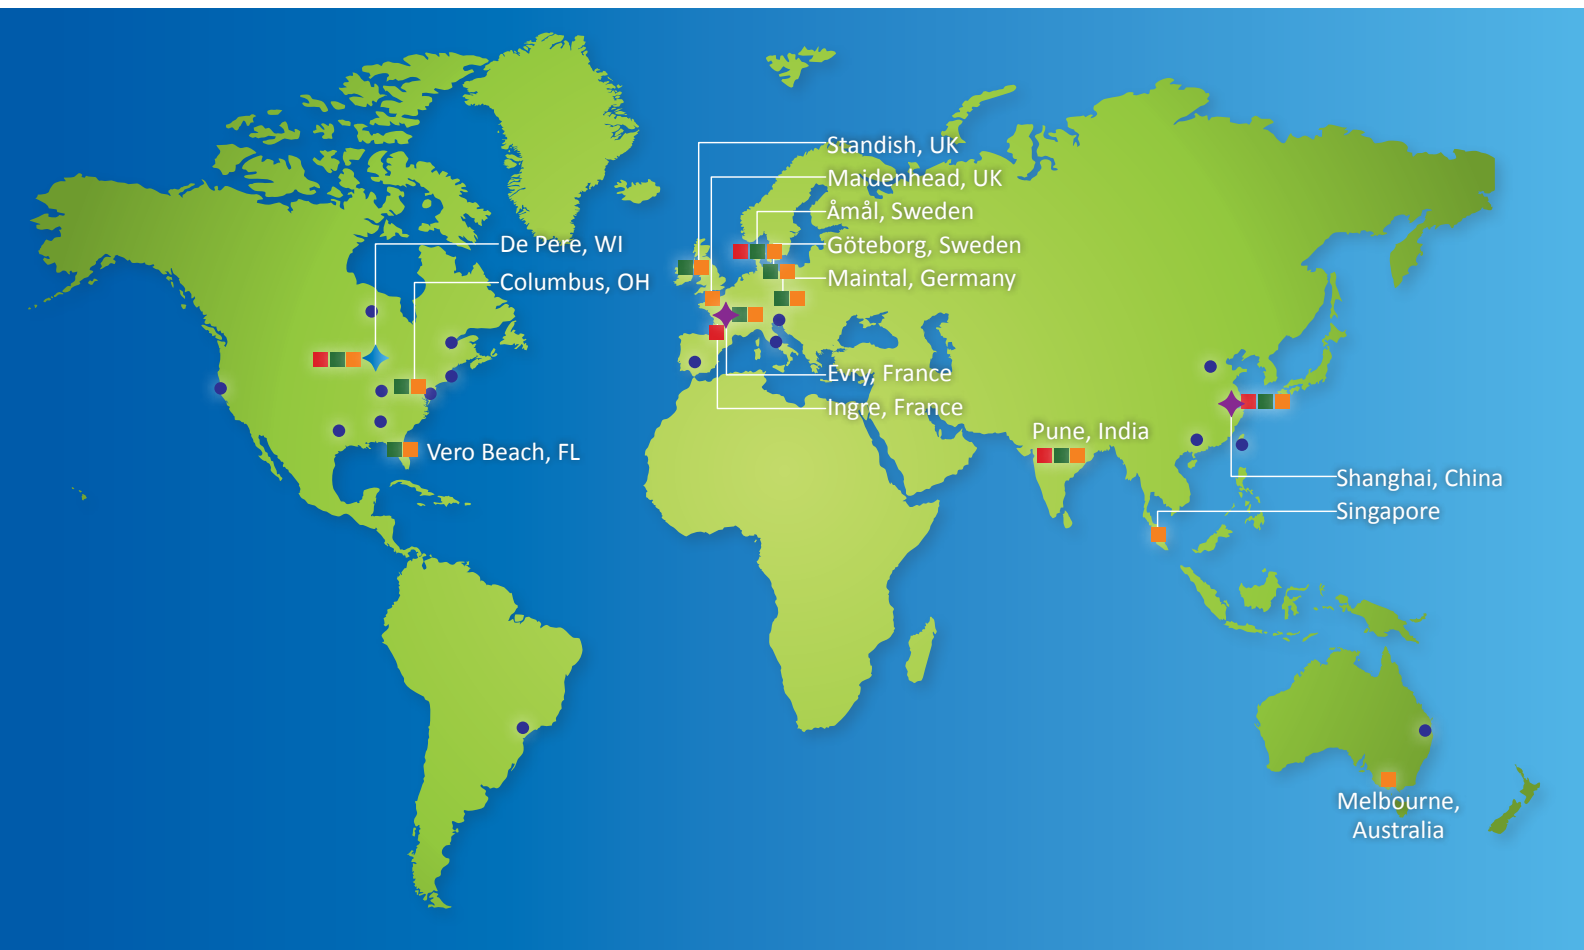 Standish, UK
Maidenhead, UK
Åmål, Sweden
De Pere, WI
Göteborg, Sweden
Columbus, OH
Maintal, Germany
Evry, France
Ingre, France
Pune, India
Vero Beach, FL
Shanghai, China
Singapore
Melbourne,
Australia